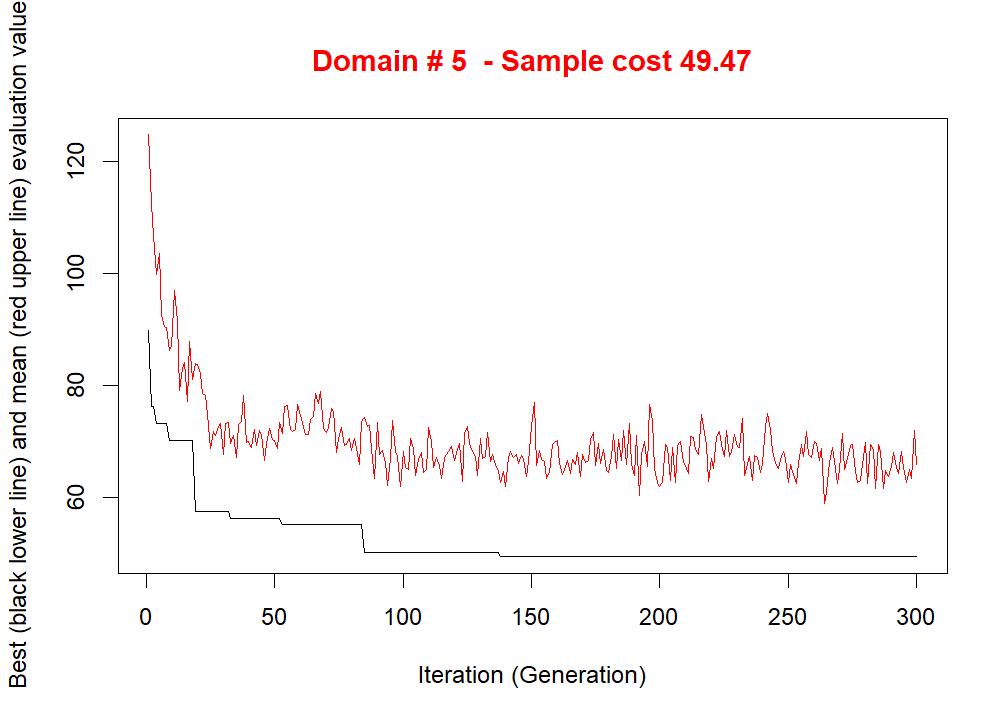 Domain # 5  - Sample cost 49.47
Best (black lower line) and mean (red upper line) evaluation value
120
100
80
60
0 50 100 150 200 250 300
Iteration (Generation)